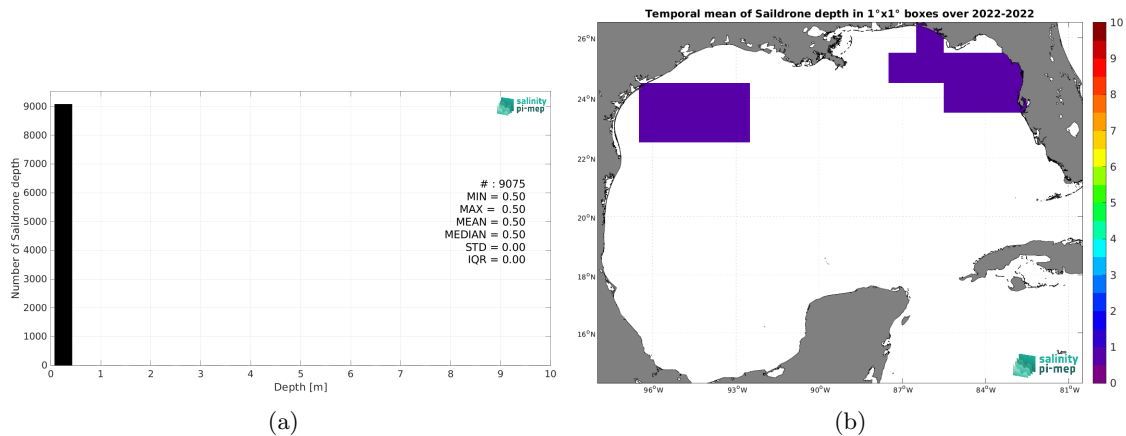 9000
8000
7000
6000
5000
4000
3000
2000
1000
0
Number of Saildrone depth
salinity
pi-mep
# : 9075
MIN = 0.50
MAX = 0.50
MEAN = 0.50
MEDIAN = 0.50
STD = 0.00
IQR = 0.00
0 1 2 3 4 5 6 7 8 9 10
Depth [m]
(a)
Temporal mean of Saildrone depth in 1°x1° boxes over 2022-2022
26°N
24°N
22°N
20°N
18°N
16°N
96°W 93°W 90°W 87°W 84°W 81°W
salinity
pi-mep
10
9
8
7
6
5
4
3
2
1
0
(b)